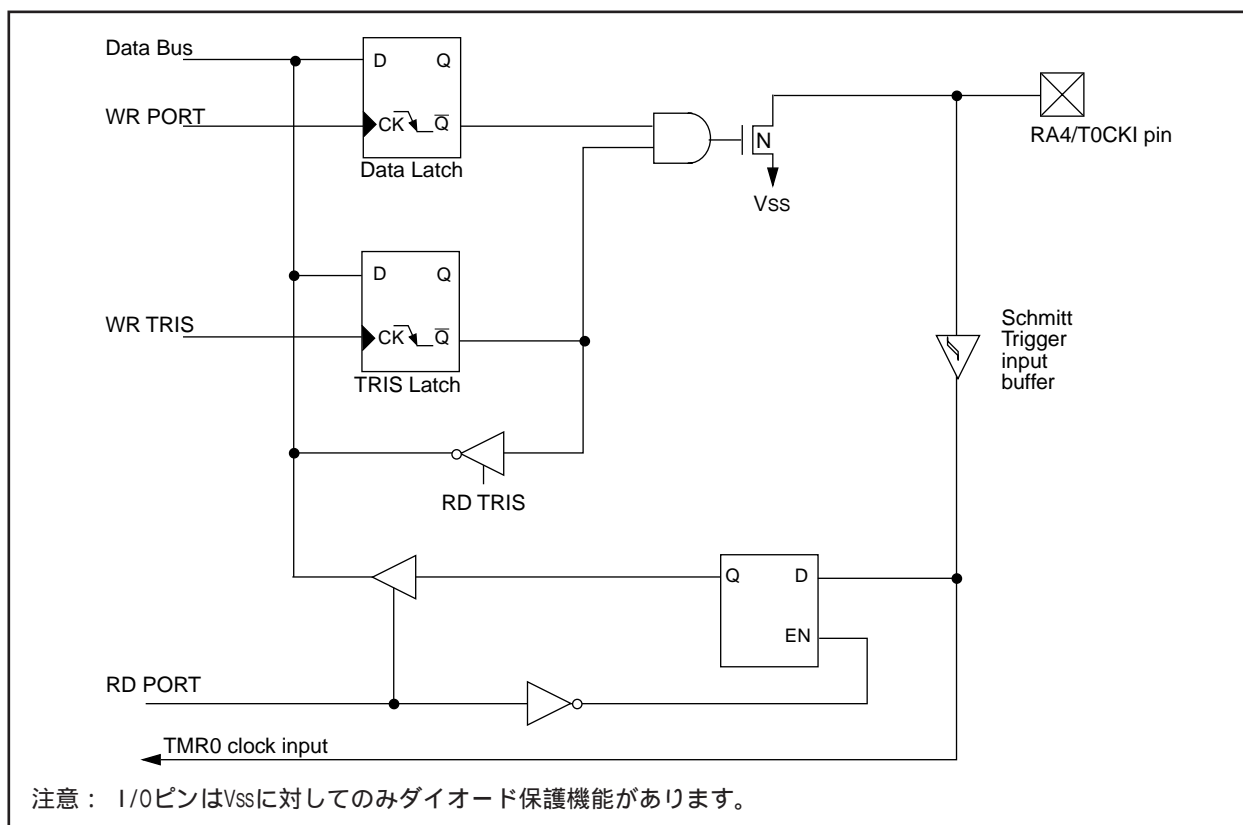 Data Bus
D Q
WR PORT
CK Q̅
Data Latch
N
RA4/T0CKI pin
VSS
D Q
WR TRIS
CK Q̅
TRIS Latch
Schmitt
Trigger
input
buffer
RD TRIS
Q D
EN
RD PORT
TMR0 clock input
注意： I/OピンはVssに対してのみダイオード保護機能があります。